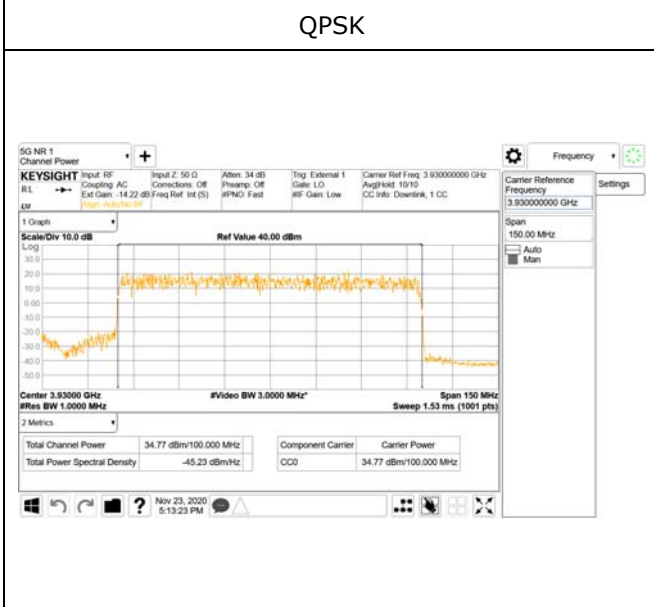 QPSK
5G NR 1
Channel Power
Frequency
KEYSIGHT
RL
Input: RF
Coupling: AC
Ext Gain: -14.22 dB
Align: Auto/No RF
Input Z: 50 Ω
Corrections: Off
Freq Ref: Int (S)
Atten: 34 dB
Preamp: Off
#PNO: Fast
Trig: External 1
Gate: LO
#IF Gain: Low
Carrier Ref Freq: 3.930000000 GHz
Avg|Hold: 10/10
CC Info: Downlink, 1 CC
Carrier Reference
Frequency
3.930000000 GHz
Settings
Span
150.00 MHz
Auto
Man
1 Graph
Scale/Div 10.0 dB
Ref Value 40.00 dBm
Log
30.0
20.0
10.0
0.00
-10.0
-20.0
-30.0
-40.0
-50.0
Center 3.93000 GHz
#Video BW 3.0000 MHz*
Span 150 MHz
#Res BW 1.0000 MHz
Sweep 1.53 ms (1001 pts)
2 Metrics
Total Channel Power 34.77 dBm/100.000 MHz
Total Power Spectral Density -45.23 dBm/Hz
Component Carrier Carrier Power
CC0 34.77 dBm/100.000 MHz
?
Nov 23, 2020
5:13:23 PM